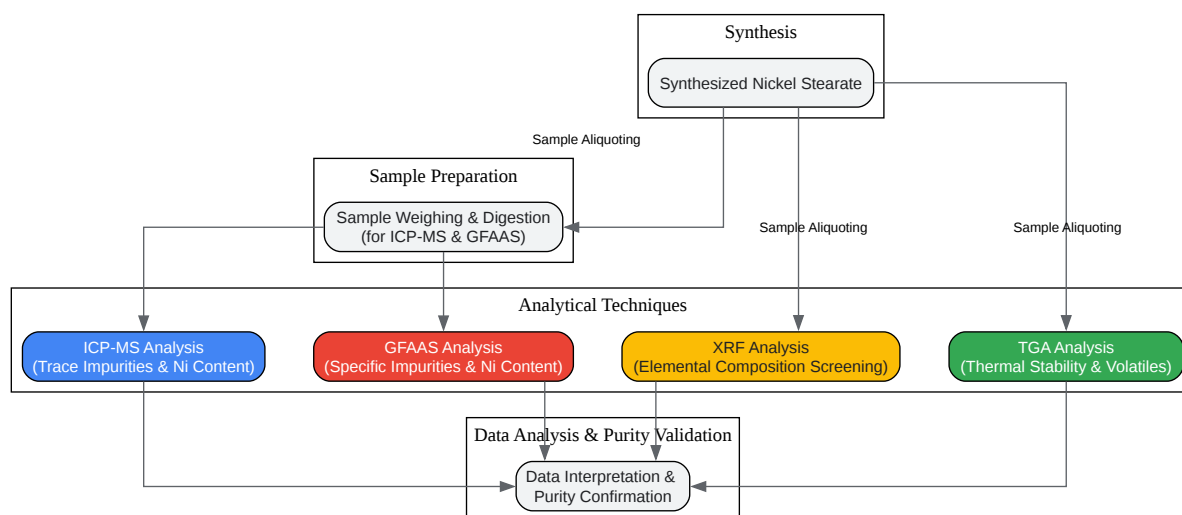 Synthesis
Synthesized Nickel Stearate
Sample Aliquoting
Sample Preparation
Sample Weighing & Digestion
(for ICP-MS & GFAAS)
Sample Aliquoting
Sample Aliquoting
Analytical Techniques
ICP-MS Analysis
(Trace Impurities & Ni Content)
GFAAS Analysis
(Specific Impurities & Ni Content)
XRF Analysis
(Elemental Composition Screening)
TGA Analysis
(Thermal Stability & Volatiles)
Data Analysis & Purity Validation
Data Interpretation &
Purity Confirmation